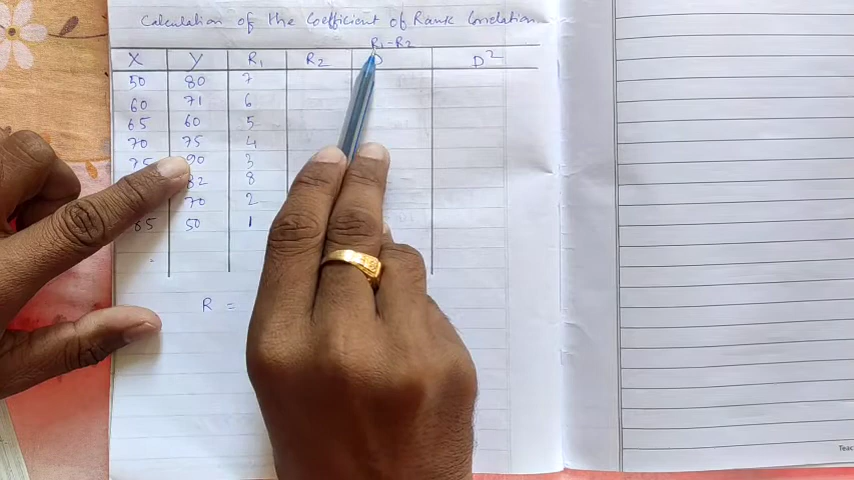 Calculation of the Coefficient of Rank Correlation
R1-R2
X Y R1 R2 D D²
50 80 7
60 71 6
65 60 5
70 75 4
75 90 3
82 8
70 2
85 50 1
R =